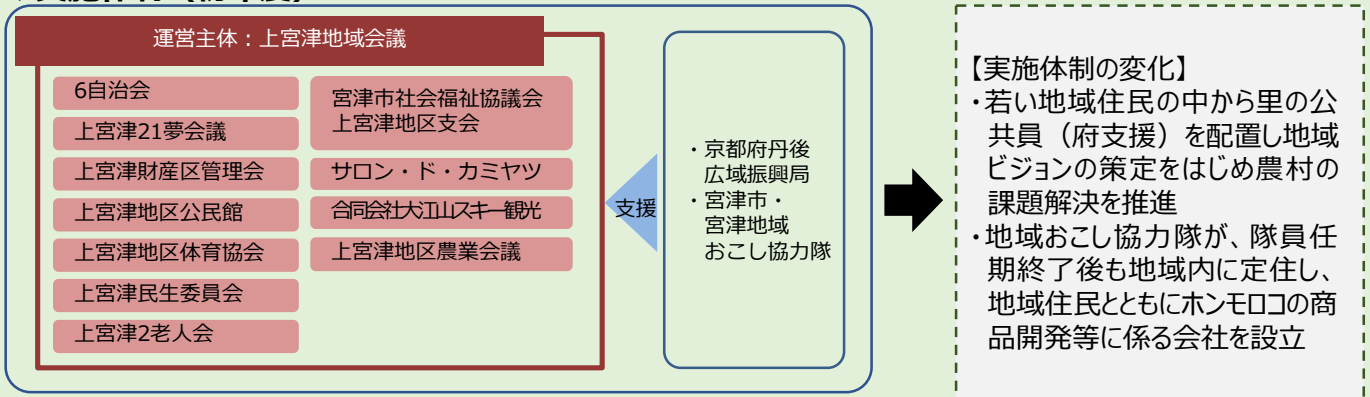 運営主体：上宮津地域会議
6自治会
上宮津21夢会議
上宮津財産区管理会
上宮津地区公民館
上宮津地区体育協会
上宮津民生委員会
上宮津2老人会
宮津市社会福祉協議会
上宮津地区支会
サロン・ド・カミヤツ
合同会社大江山スキー観光
上宮津地区農業会議
支援
・京都府丹後
広域振興局
・宮津市・
宮津地域
おこし協力隊
【実施体制の変化】
・若い地域住民の中から里の公
共員（府支援）を配置し地域
ビジョンの策定をはじめ農村の
課題解決を推進
・地域おこし協力隊が、隊員任
期終了後も地域内に定住し、
地域住民とともにホンモロコの商
品開発等に係る会社を設立